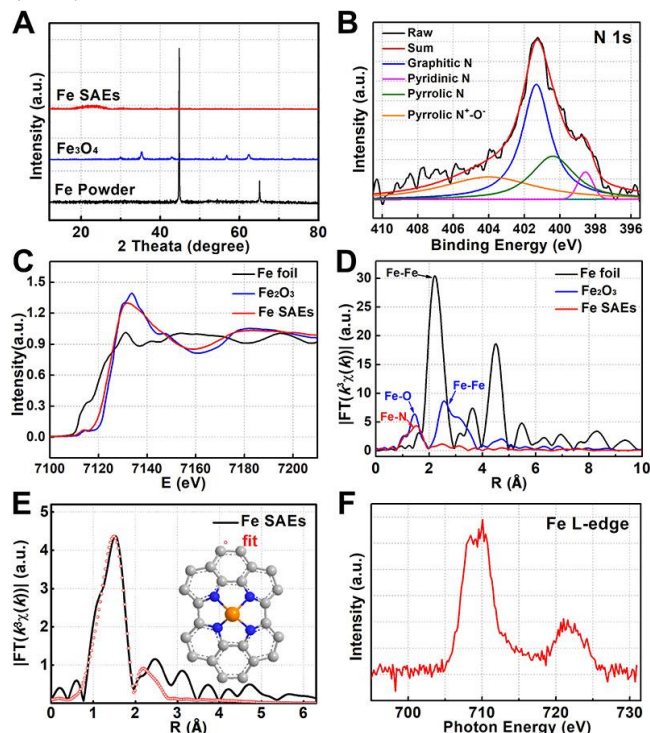 A
Intensity (a.u.)
Fe SAEs
Fe₃O₄
Fe Powder
20 40 60 80
2 Theata (degree)
B
N 1s
Raw
Sum
Graphitic N
Pyridinic N
Pyrrolic N
Pyrrolic N⁺-O⁻
Intensity (a.u.)
410 408 406 404 402 400 398 396
Binding Energy (eV)
C
Fe foil
Fe₂O₃
Fe SAEs
Intensity(a.u.)
1.5
1.2
0.9
0.6
0.3
0.0
7100 7120 7140 7160 7180 7200
E (eV)
D
Fe foil
Fe₂O₃
Fe SAEs
Fe-Fe
Fe-Fe
Fe-O
Fe-N
|FT(k³χ(k))| (a.u.)
30
25
20
15
10
5
0
0 2 4 6 8 10
R (Å)
E
Fe SAEs
fit
|FT(k³χ(k))| (a.u.)
5
4
3
2
1
0 1 2 3 4 5 6
R (Å)
F
Fe L-edge
Intensity (a.u.)
700 710 720 730
Photon Energy (eV)